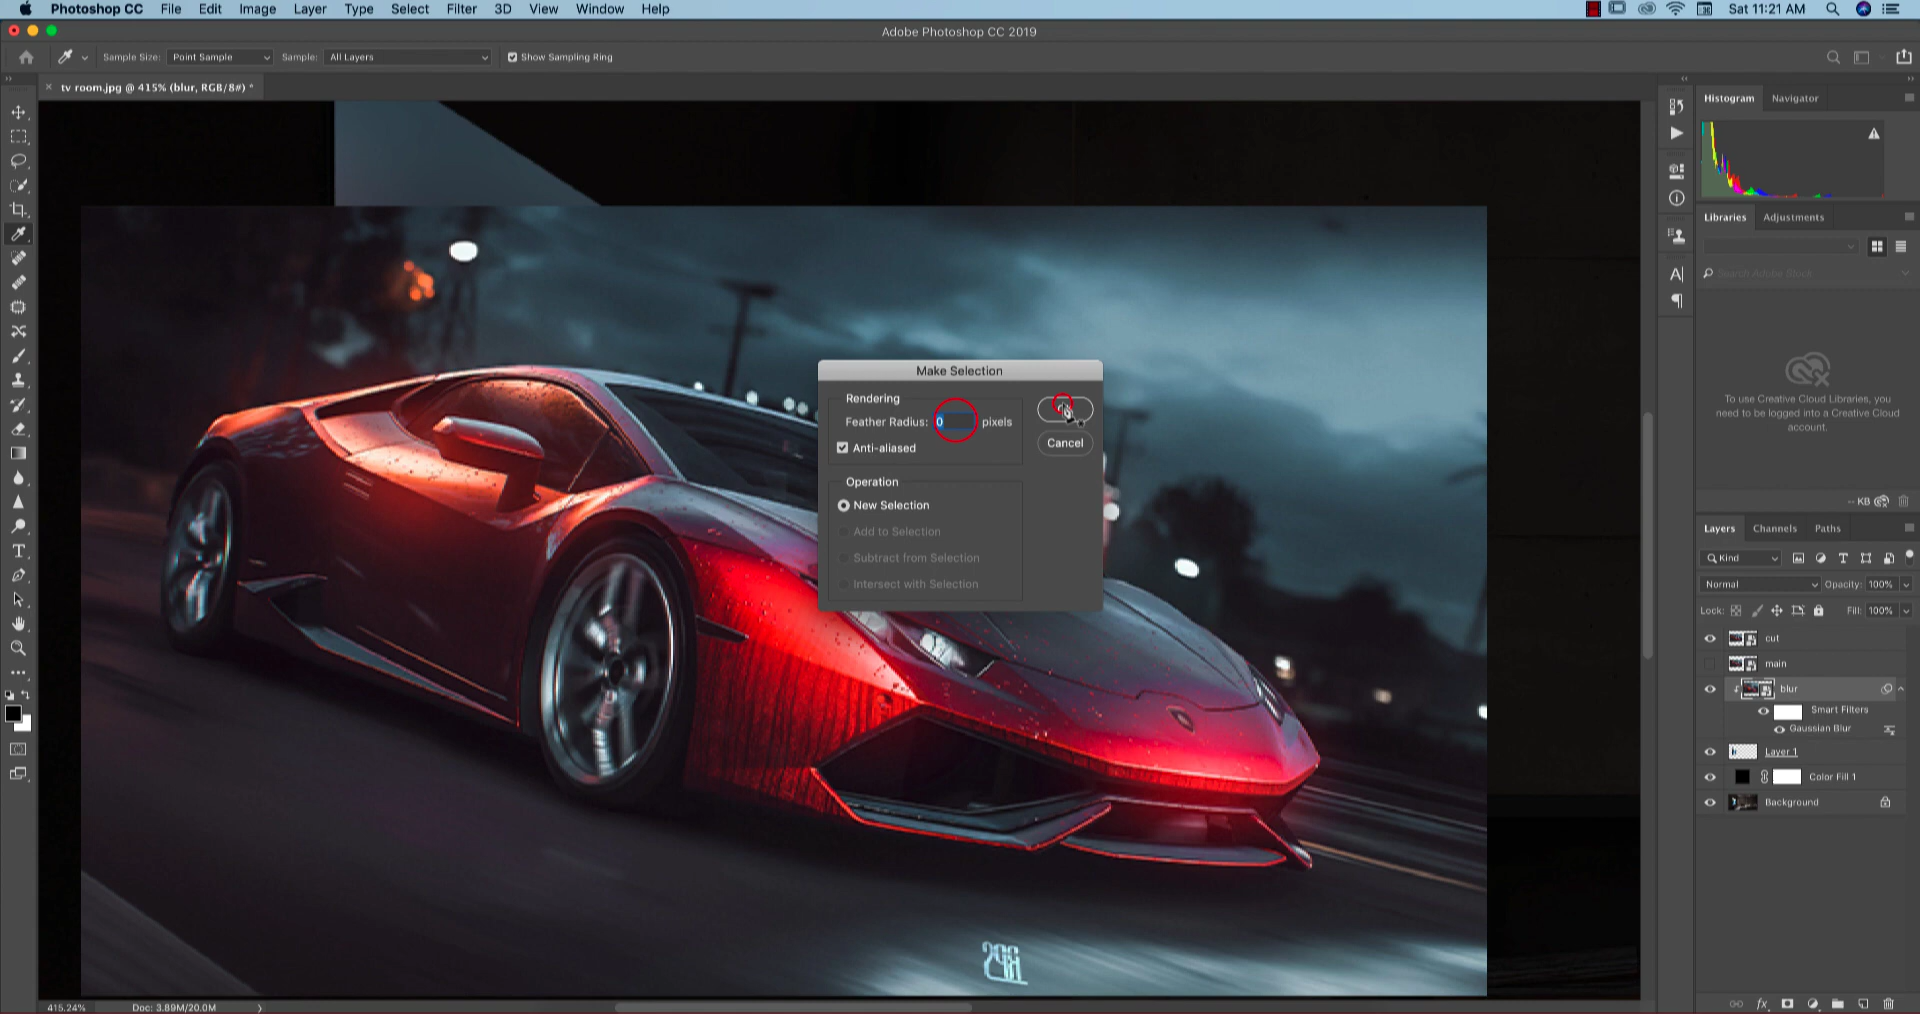 Photoshop CC File Edit Image Layer Type Select Filter 3D View Window Help Sat 11:21 AM
Adobe Photoshop CC 2019
Sample Size: Point Sample Sample: All Layers Show Sampling Ring
× tv room.jpg @ 415% (blur, RGB/8#) *
Histogram Navigator
Libraries Adjustments
Search Adobe Stock
To use Creative Cloud Libraries, you
need to be logged into a Creative Cloud
account.
-- KB
Make Selection
Rendering
Feather Radius: 0 pixels
Anti-aliased
Cancel
Operation
New Selection
Add to Selection
Subtract from Selection
Intersect with Selection
Layers Channels Paths
Kind
Normal Opacity: 100%
Lock: Fill: 100%
cut
main
blur
Smart Filters
Gaussian Blur
Layer 1
Color Fill 1
Background
415.24% Doc: 3.89M/20.0M